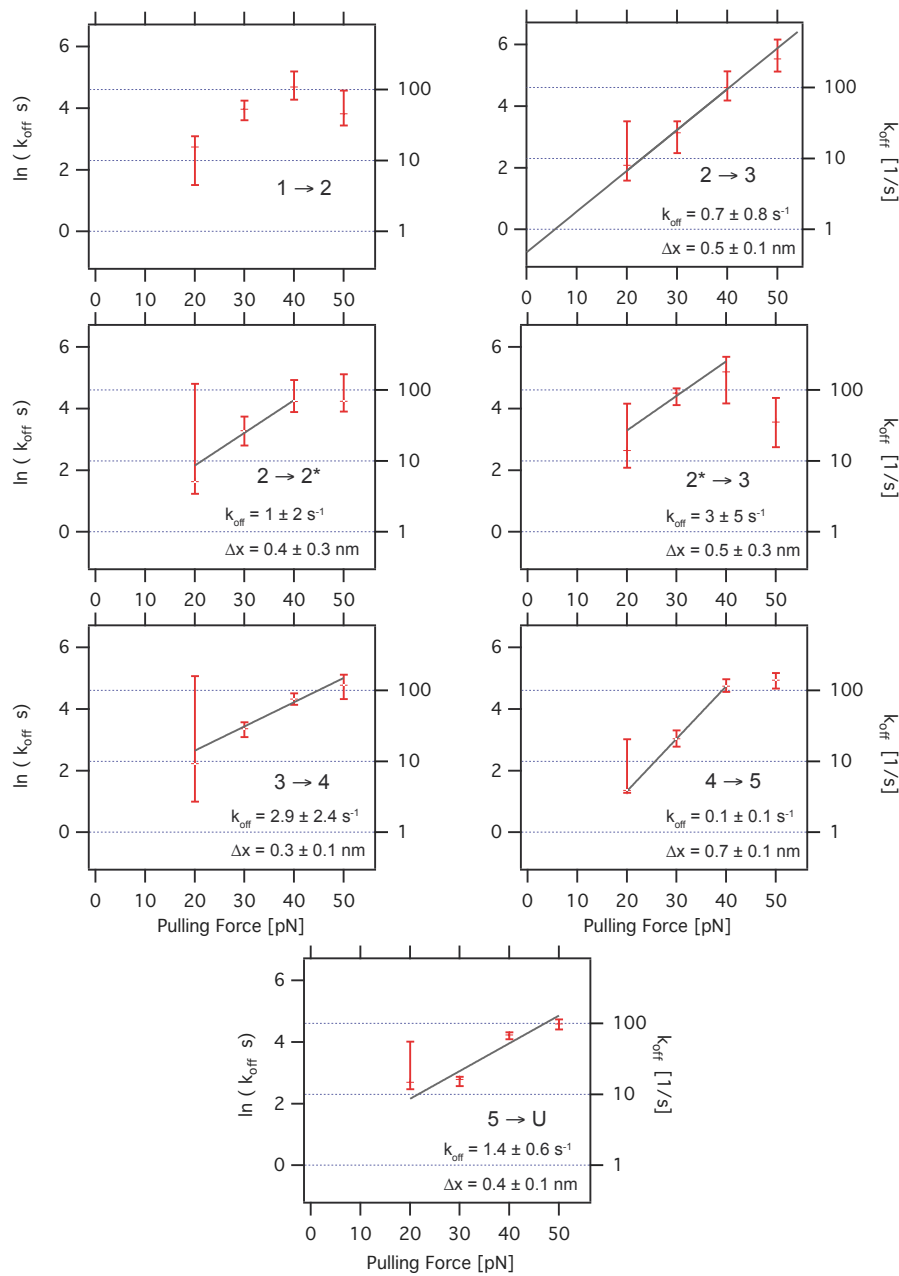 6
4
2
0
ln ( k_off s)
100
10
1
1 → 2
0 10 20 30 40 50
6
4
2
0
100
10
1
k_off [1/s]
2 → 3
k_off = 0.7 ± 0.8 s⁻¹
Δx = 0.5 ± 0.1 nm
0 10 20 30 40 50
6
4
2
0
ln ( k_off s)
100
10
1
2 → 2*
k_off = 1 ± 2 s⁻¹
Δx = 0.4 ± 0.3 nm
0 10 20 30 40 50
6
4
2
0
100
10
1
k_off [1/s]
2* → 3
k_off = 3 ± 5 s⁻¹
Δx = 0.5 ± 0.3 nm
0 10 20 30 40 50
6
4
2
0
ln ( k_off s)
100
10
1
3 → 4
k_off = 2.9 ± 2.4 s⁻¹
Δx = 0.3 ± 0.1 nm
0 10 20 30 40 50
Pulling Force [pN]
6
4
2
0
100
10
1
k_off [1/s]
4 → 5
k_off = 0.1 ± 0.1 s⁻¹
Δx = 0.7 ± 0.1 nm
0 10 20 30 40 50
Pulling Force [pN]
6
4
2
0
ln ( k_off s)
100
10
1
k_off [1/s]
5 → U
k_off = 1.4 ± 0.6 s⁻¹
Δx = 0.4 ± 0.1 nm
0 10 20 30 40 50
Pulling Force [pN]